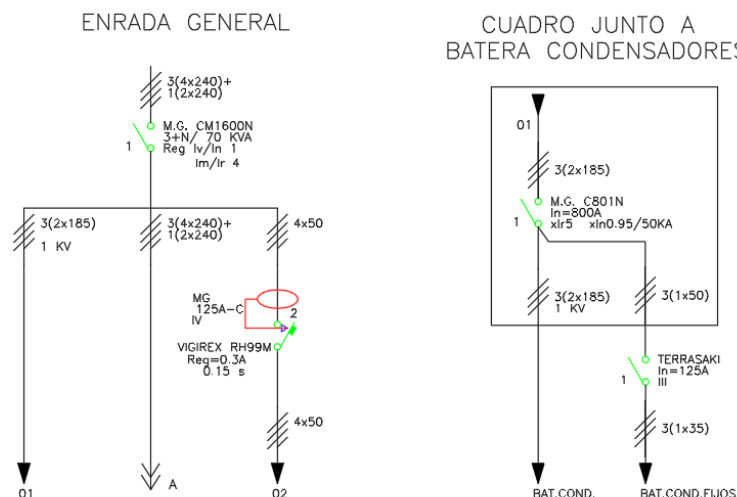 ENRADA GENERAL
3(4x240)+
1(2x240)
M.G. CM1600N
3+N/ 70 KVA
Reg Iv/In 1
Im/Ir 4
1
3(2x185)
1 KV
3(4x240)+
1(2x240)
4x50
MG
125A-C
IV
2
VIGIREX RH99M
Reg=0.3A
0.15 s
4x50
01
A
02
CUADRO JUNTO A
BATERA CONDENSADORES
01
3(2x185)
M.G. C801N
In=800A
xIr5 xIn0.95/50KA
1
3(2x185)
1 KV
3(1x50)
TERRASAKI
In=125A
III
1
3(1x35)
BAT.COND.
BAT.COND.FIJOS